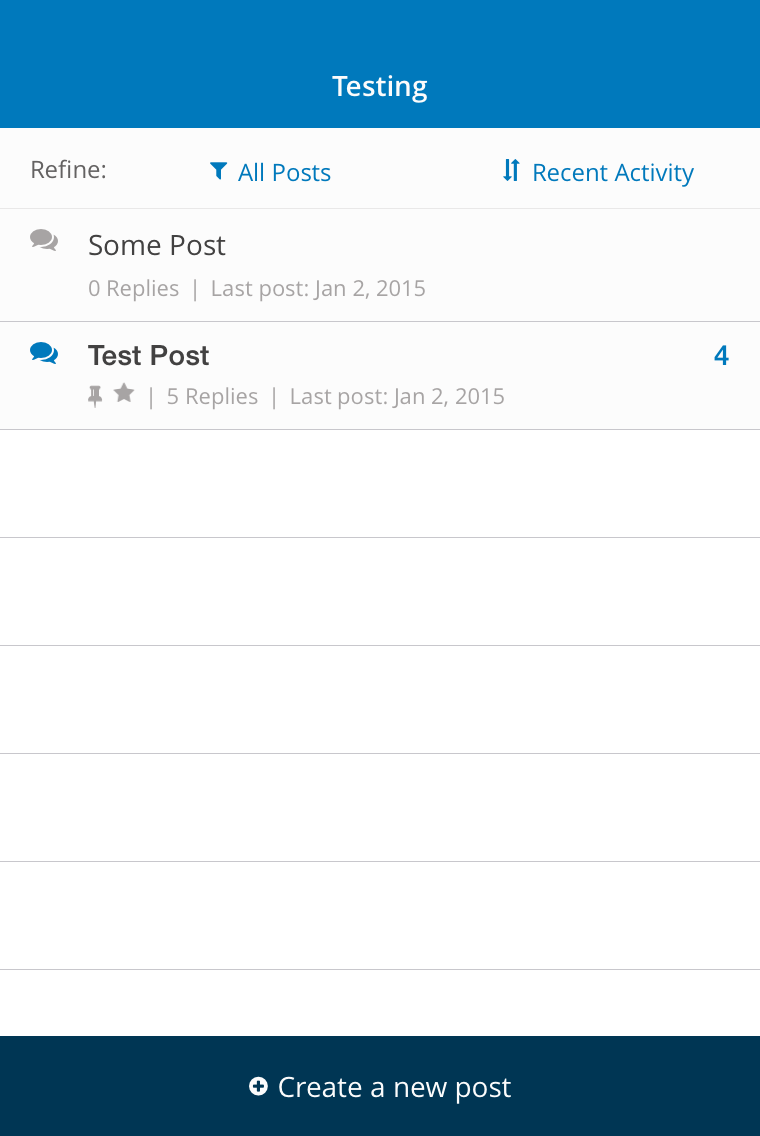 Testing
Refine: All Posts Recent Activity
Some Post
0 Replies | Last post: Jan 2, 2015
Test Post 4
| 5 Replies | Last post: Jan 2, 2015
Create a new post